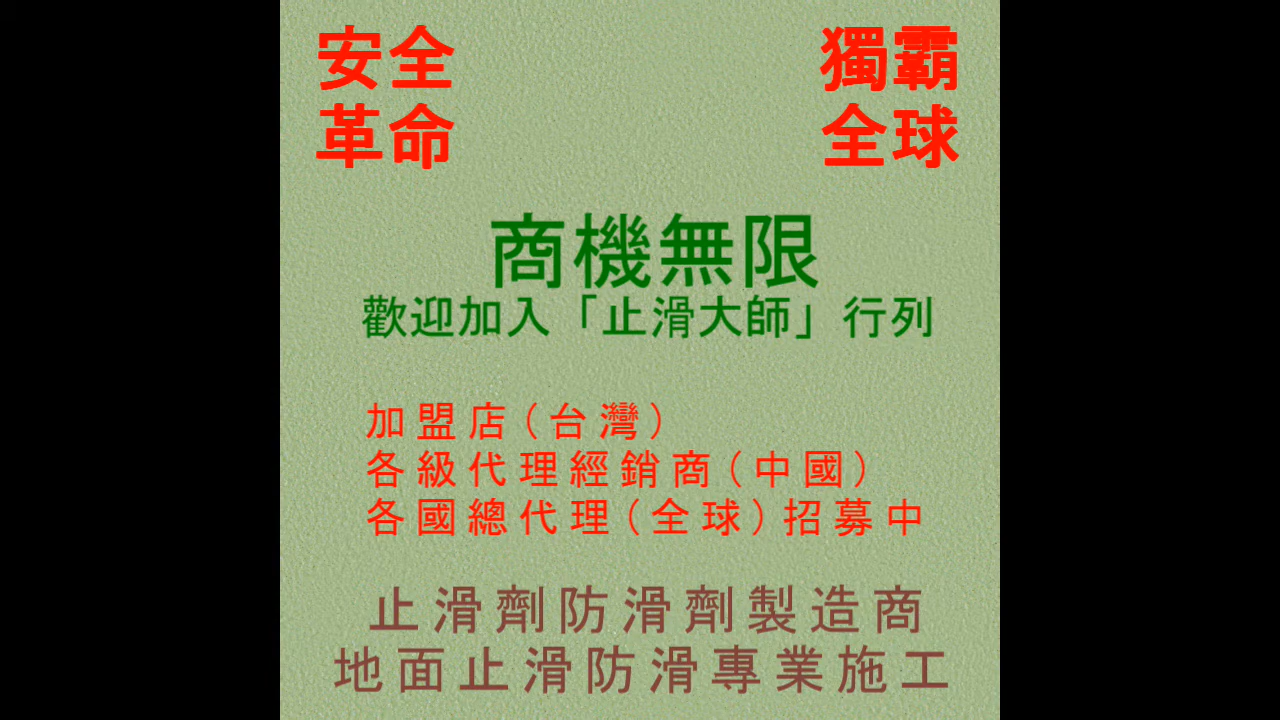 安全
革命
獨霸
全球
商機無限
歡迎加入「止滑大師」行列
加盟店(台灣)
各級代理經銷商(中國)
各國總代理(全球)招募中
止滑劑防滑劑製造商
地面止滑防滑專業施工